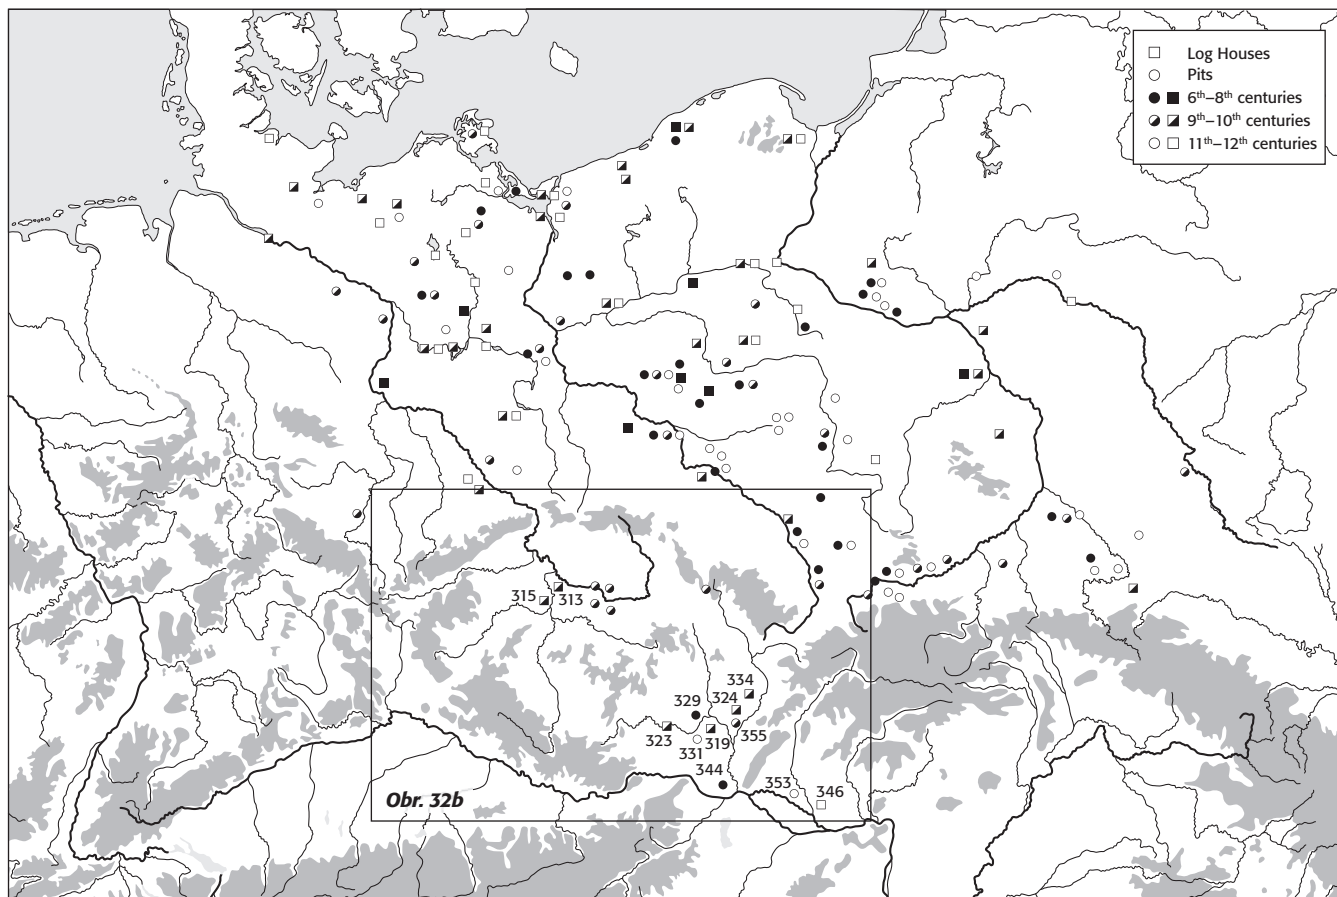 Log Houses
Pits
6th–8th centuries
9th–10th centuries
11th–12th centuries
315
313
334
324
329
323
319
355
331
344
353
346
Obr. 32b